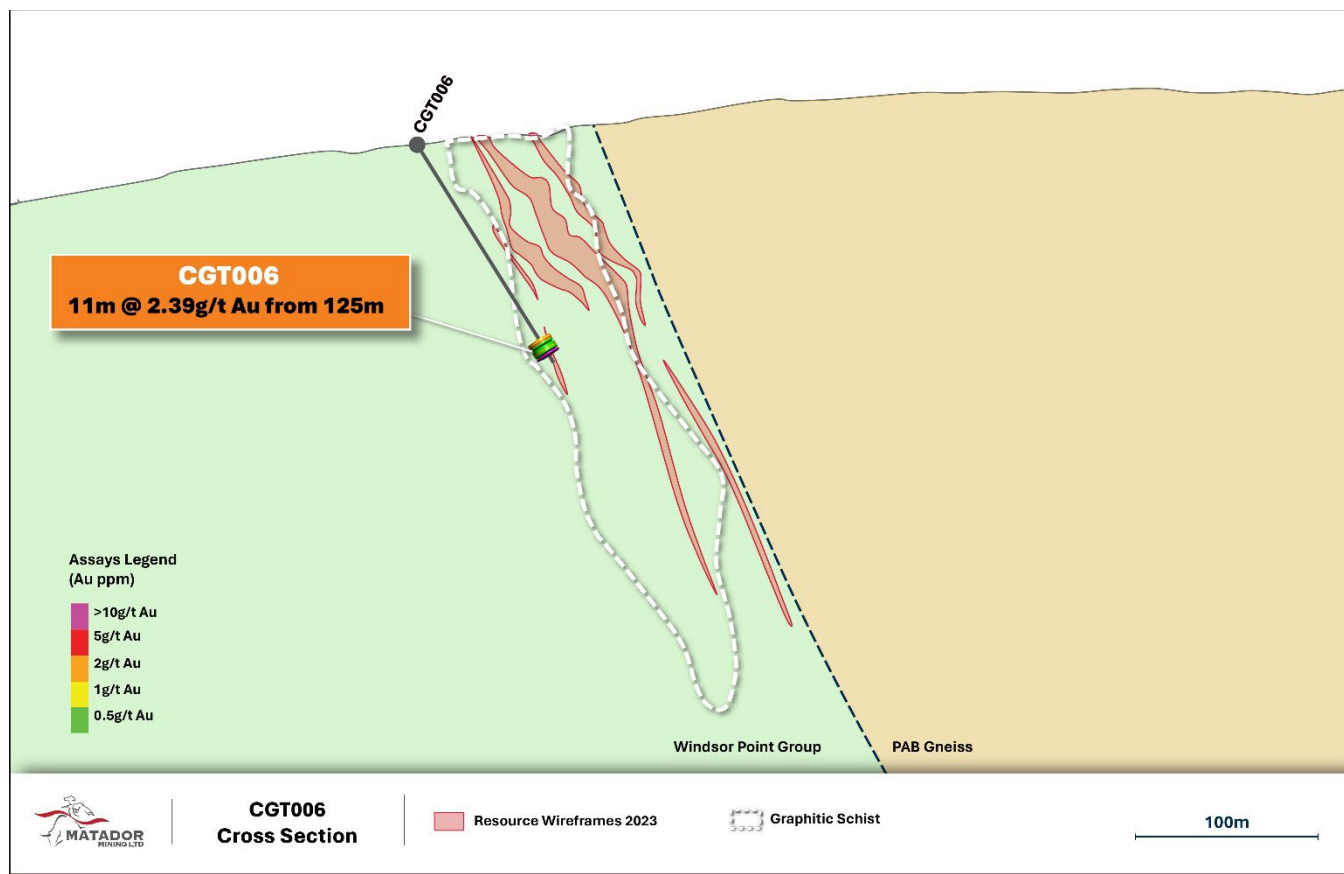 CGT006
CGT006
11m @ 2.39g/t Au from 125m
Assays Legend
(Au ppm)
>10g/t Au
5g/t Au
2g/t Au
1g/t Au
0.5g/t Au
Windsor Point Group
PAB Gneiss
MATADOR
MINING LTD
CGT006
Cross Section
Resource Wireframes 2023
Graphitic Schist
100m